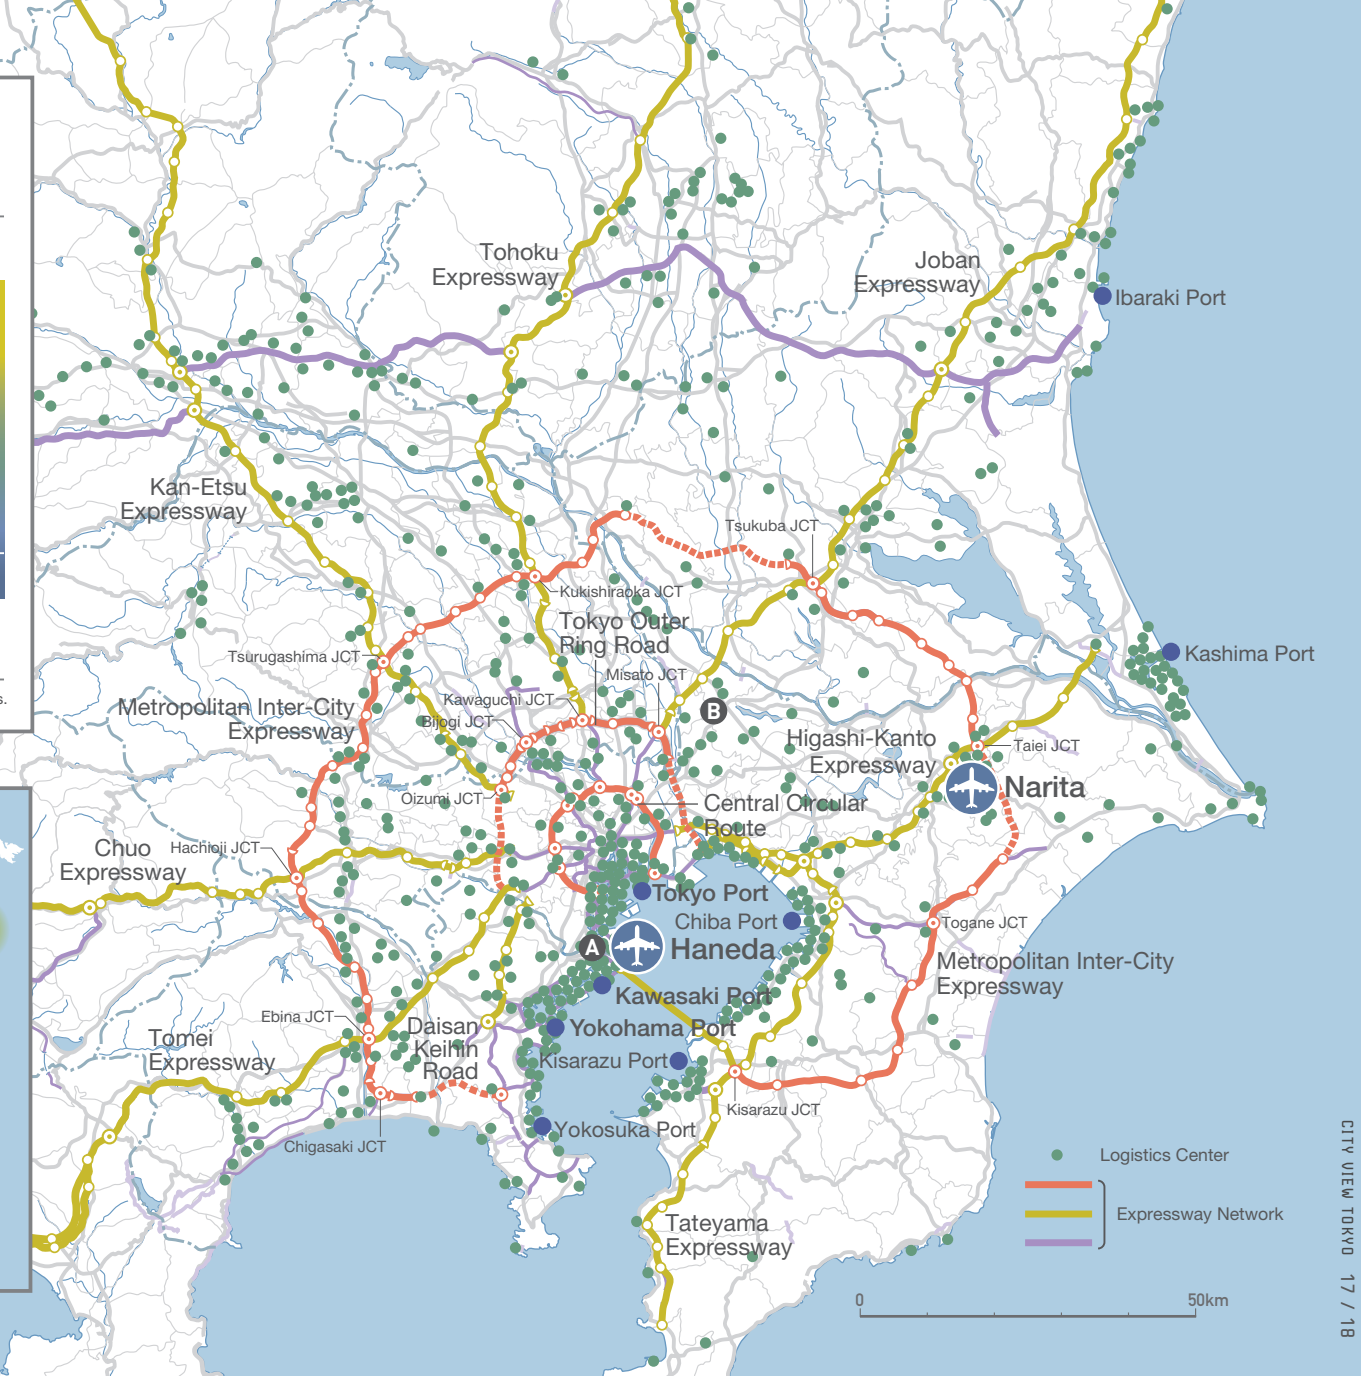 Tohoku
Expressway
Joban
Expressway
Ibaraki Port
Kan-Etsu
Expressway
Tsukuba JCT
Kukishiraoka JCT
Tokyo Outer
Ring Road
Tsurugashima JCT
Misato JCT
Kashima Port
s.
Metropolitan Inter-City
Expressway
Kawaguchi JCT
Bijogi JCT
B
Higashi-Kanto
Expressway
Taiei JCT
Narita
Oizumi JCT
Central Circular
Route
Chuo
Expressway
Hachioji JCT
Tokyo Port
Chiba Port
Togane JCT
A
Haneda
Metropolitan Inter-City
Expressway
Kawasaki Port
Ebina JCT
Daisan
Keihin
Road
Yokohama Port
Tomei
Expressway
Kisarazu Port
Kisarazu JCT
Yokosuka Port
Chigasaki JCT
Logistics Center
Expressway Network
Tateyama
Expressway
0
50km
CITY VIEW TOKYO 17 / 18